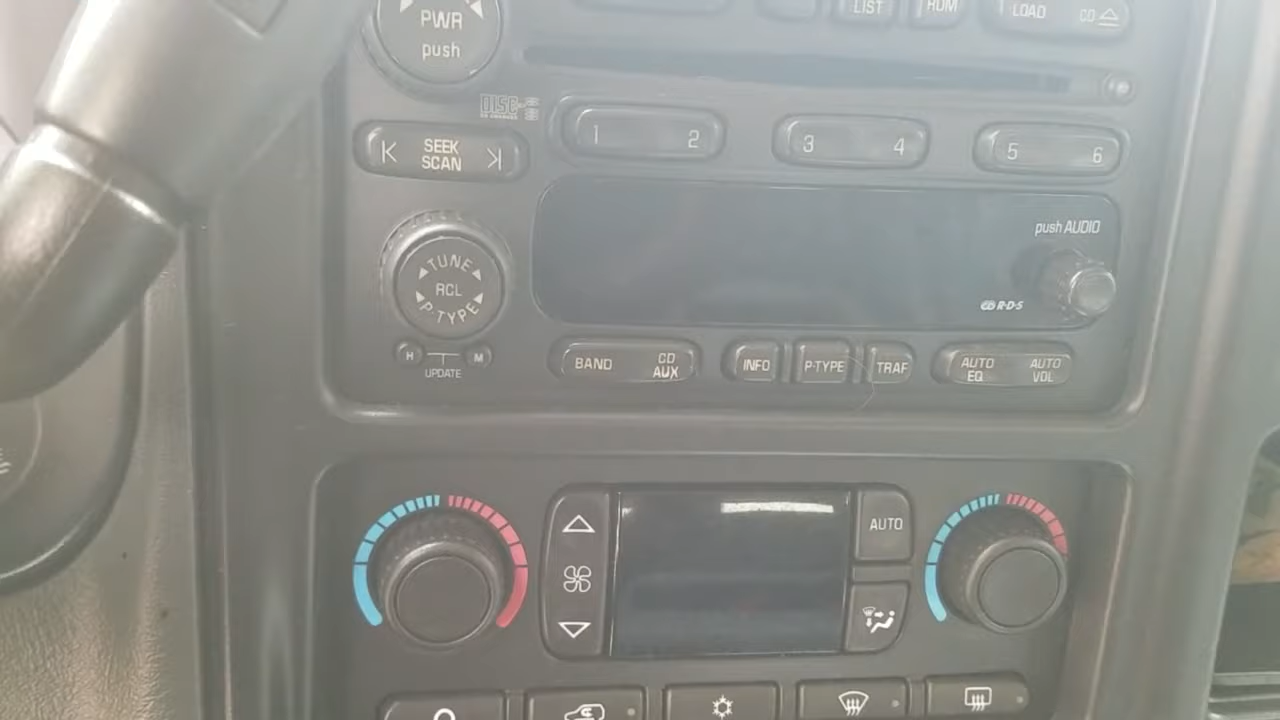 PWR
push
LIST
LOAD CD
DISC
SEEK
SCAN
1 2
3 4
5 6
push AUDIO
TUNE
RCL
P-TYPE
R·D·S
H M
UPDATE
BAND CD
AUX
INFO
P-TYPE
TRAF
AUTO
EQ
AUTO
VOL
AUTO